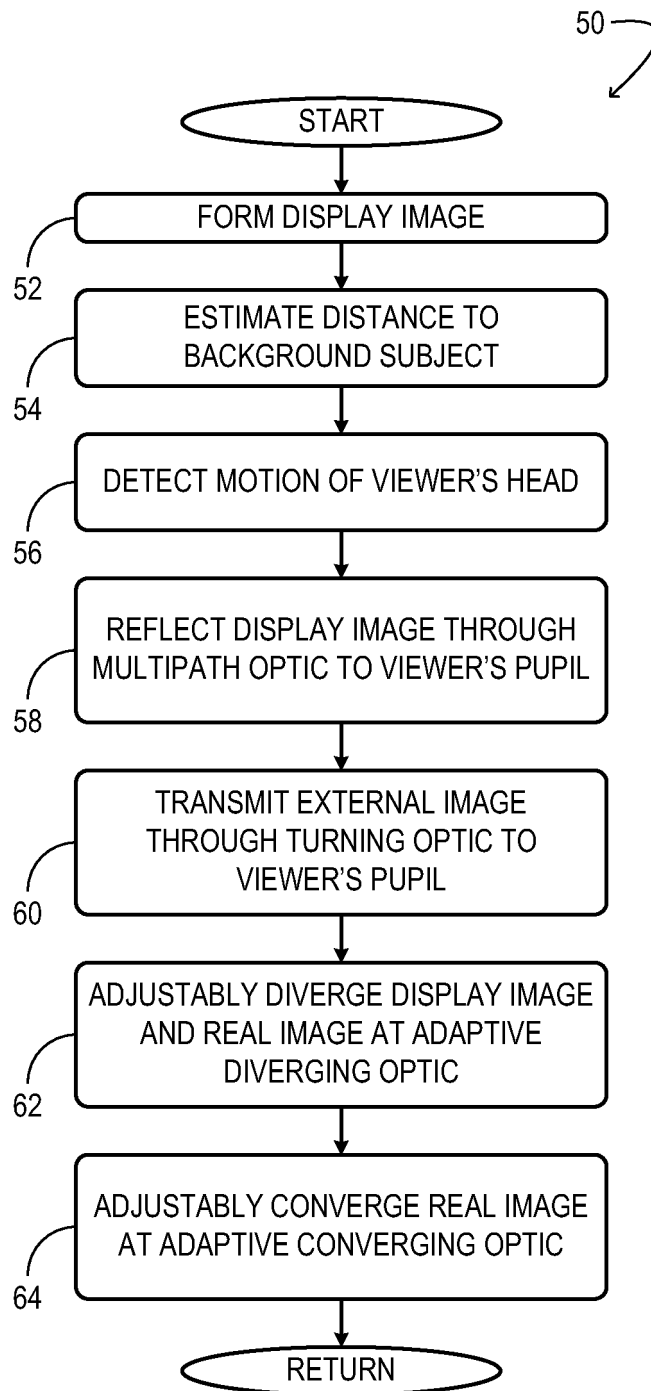 50
START
FORM DISPLAY IMAGE
52
ESTIMATE DISTANCE TO
BACKGROUND SUBJECT
54
DETECT MOTION OF VIEWER'S HEAD
56
REFLECT DISPLAY IMAGE THROUGH
MULTIPATH OPTIC TO VIEWER'S PUPIL
58
TRANSMIT EXTERNAL IMAGE
THROUGH TURNING OPTIC TO
VIEWER'S PUPIL
60
ADJUSTABLY DIVERGE DISPLAY IMAGE
AND REAL IMAGE AT ADAPTIVE
DIVERGING OPTIC
62
ADJUSTABLY CONVERGE REAL IMAGE
AT ADAPTIVE CONVERGING OPTIC
64
RETURN